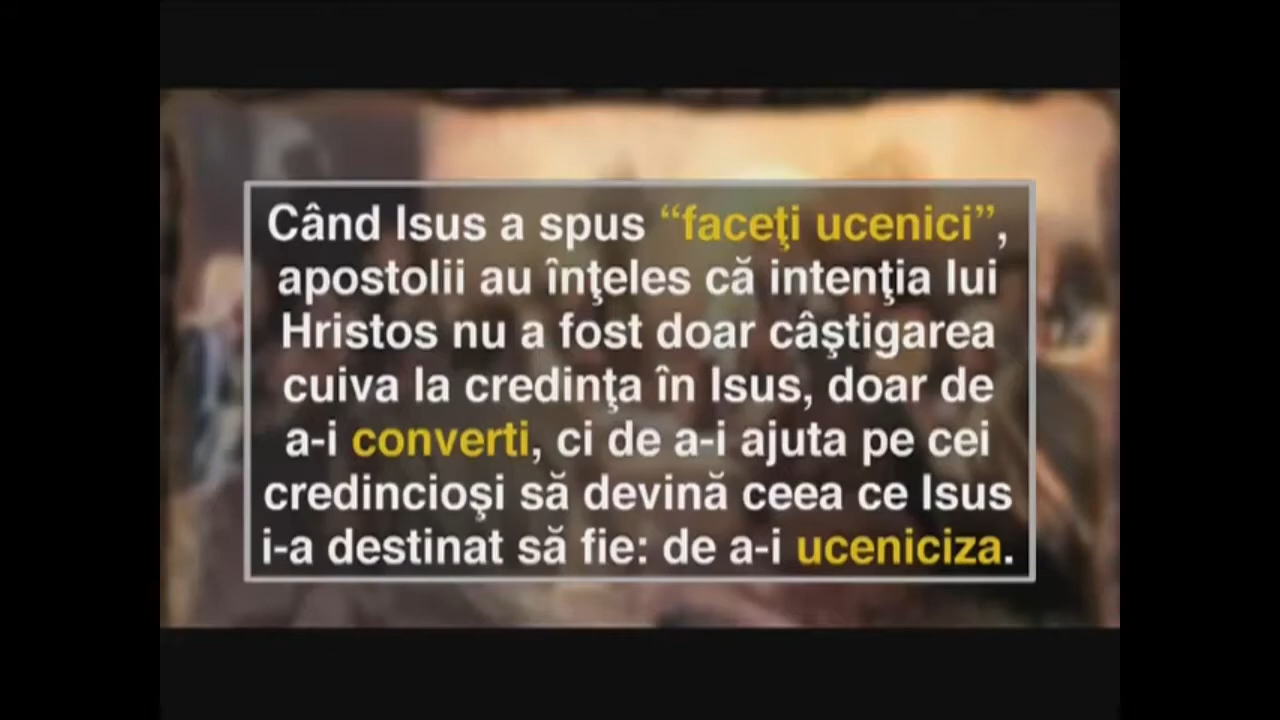 Când Isus a spus “faceţi ucenici”,
apostolii au înţeles că intenţia lui
Hristos nu a fost doar câştigarea
cuiva la credinţa în Isus, doar de
a-i converti, ci de a-i ajuta pe cei
credincioşi să devină ceea ce Isus
i-a destinat să fie: de a-i uceniciza.